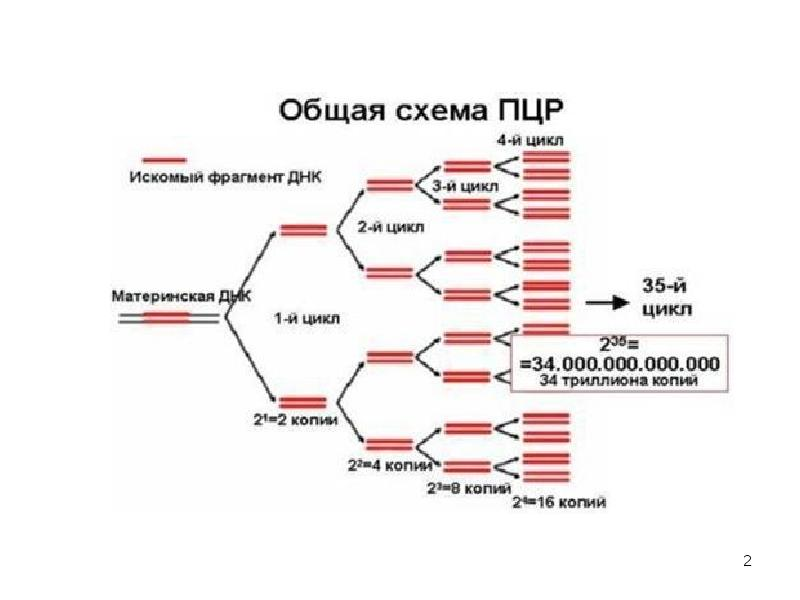 Общая схема ПЦР
4-й цикл
Искомый фрагмент ДНК
3-й цикл
2-й цикл
Материнская ДНК
1-й цикл
35-й
цикл
2³⁵=
=34.000.000.000.000
34 триллиона копий
2¹=2 копии
2²=4 копии
2³=8 копий
2⁴=16 копий
2